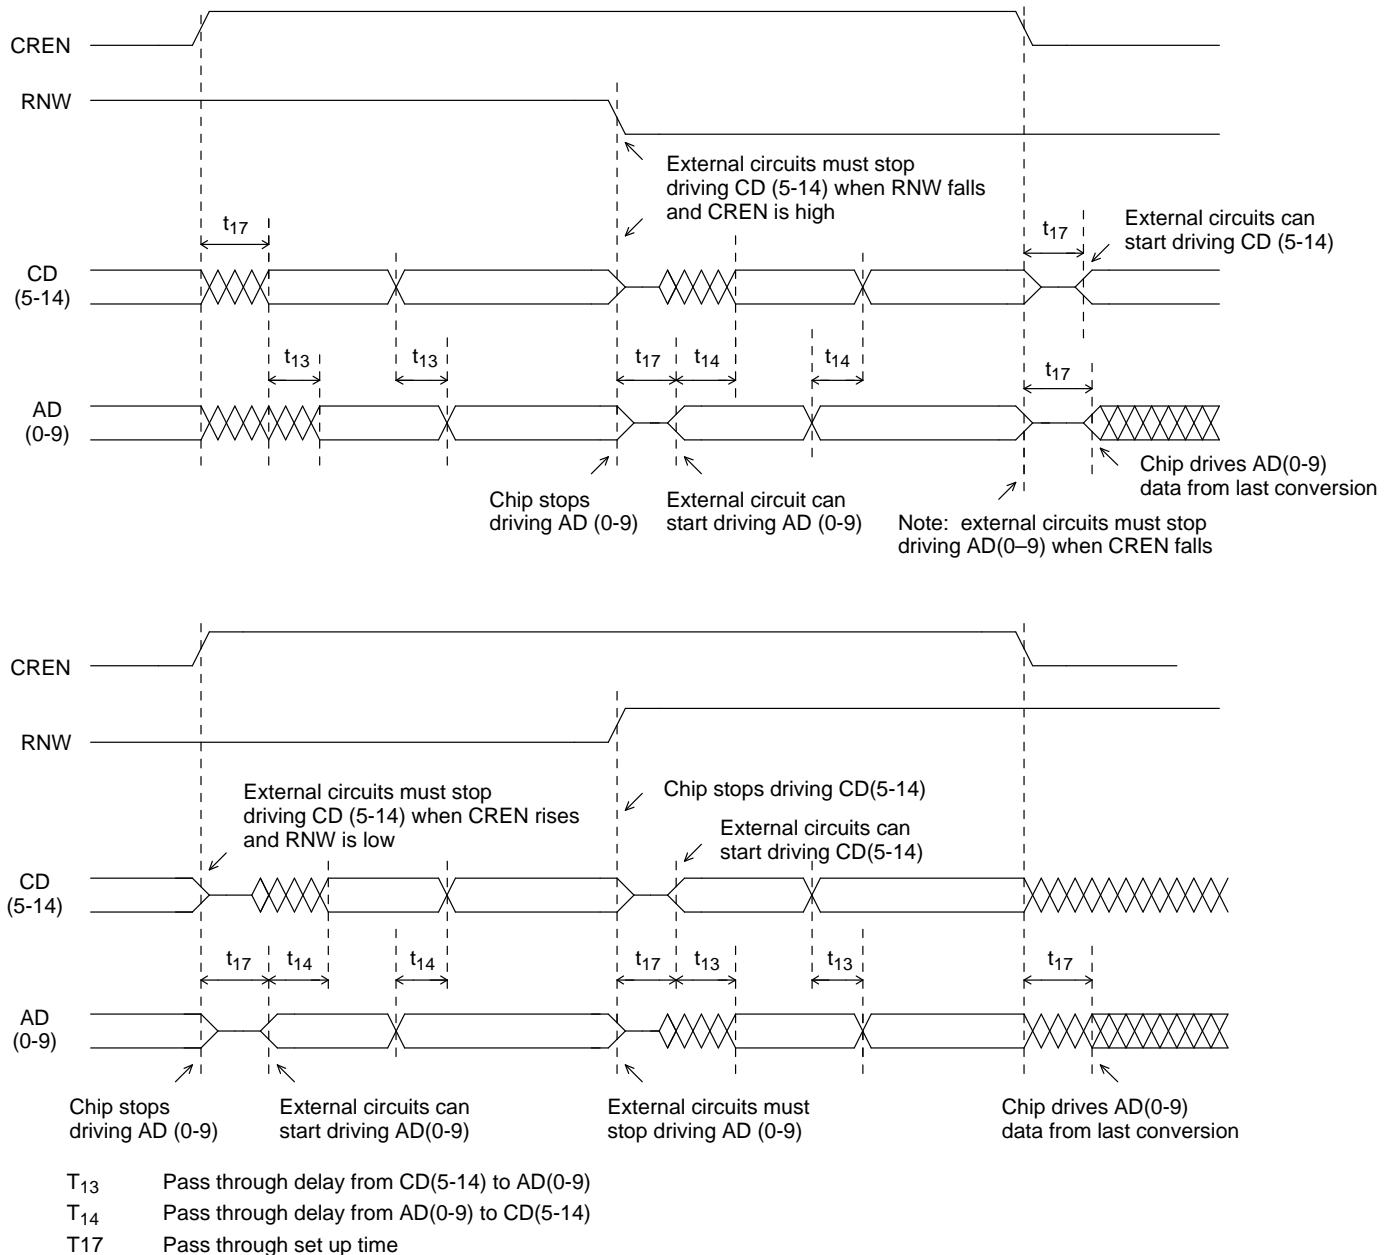 CREN
RNW
External circuits must stop
driving CD (5-14) when RNW falls
and CREN is high
External circuits can
start driving CD (5-14)
t17
t17
CD
(5-14)
t13
t13
t17
t14
t14
t17
AD
(0-9)
Chip stops
driving AD (0-9)
External circuit can
start driving AD (0-9)
Chip drives AD(0-9)
data from last conversion
Note: external circuits must stop
driving AD(0–9) when CREN falls
CREN
RNW
External circuits must stop
driving CD (5-14) when CREN rises
and RNW is low
Chip stops driving CD(5-14)
External circuits can
start driving CD(5-14)
CD
(5-14)
t17
t14
t14
t17
t13
t13
t17
AD
(0-9)
Chip stops
driving AD (0-9)
External circuits can
start driving AD(0-9)
External circuits must
stop driving AD (0-9)
Chip drives AD(0-9)
data from last conversion
T13 Pass through delay from CD(5-14) to AD(0-9)
T14 Pass through delay from AD(0-9) to CD(5-14)
T17 Pass through set up time